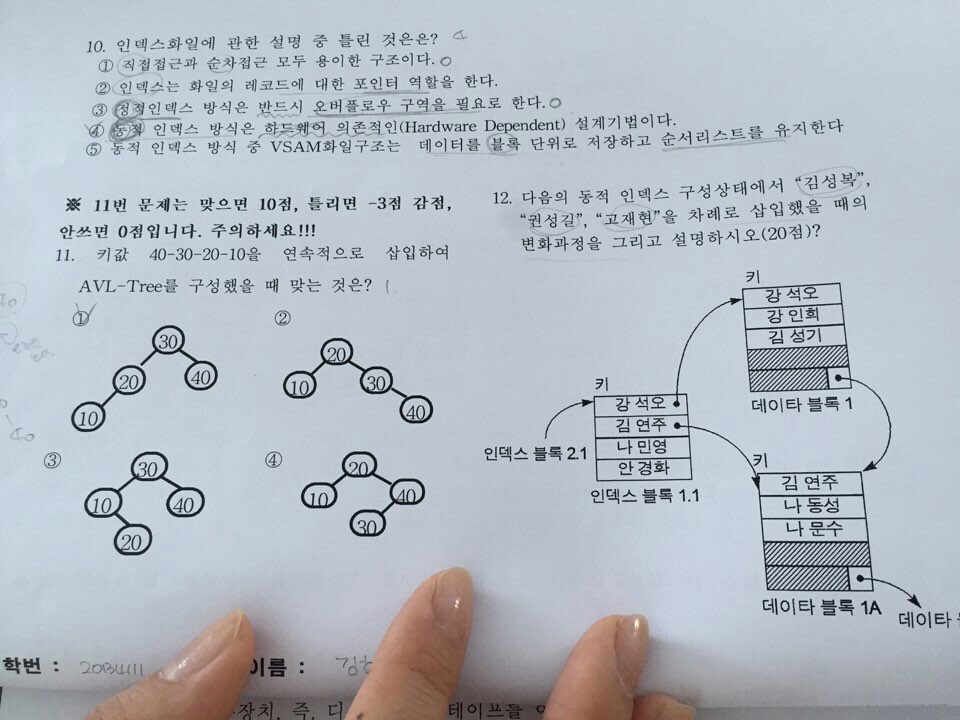 10. 인덱스화일에 관한 설명 중 틀린 것은은?
① 직접접근과 순차접근 모두 용이한 구조이다.
② 인덱스는 화일의 레코드에 대한 포인터 역할을 한다.
③ 정적인덱스 방식은 반드시 오버플로우 구역을 필요로 한다.
④ 동적 인덱스 방식은 하드웨어 의존적인(Hardware Dependent) 설계기법이다.
⑤ 동적 인덱스 방식 중 VSAM화일구조는 데이터를 블록 단위로 저장하고 순서리스트를 유지한다
※ 11번 문제는 맞으면 10점, 틀리면 -3점 감점,
안쓰면 0점입니다. 주의하세요!!!
11. 키값 40-30-20-10을 연속적으로 삽입하여
AVL-Tree를 구성했을 때 맞는 것은?
①
30
20 40
10
②
20
10 30
40
③
30
10 40
20
④
20
10 40
30
12. 다음의 동적 인덱스 구성상태에서 “김성복”,
“권성길”, “고재현”을 차례로 삽입했을 때의
변화과정을 그리고 설명하시오(20점)?
키
강 석오
강 인희
김 성기
데이타 블록 1
키
강 석오
김 연주
나 민영
안 경화
인덱스 블록 2.1
인덱스 블록 1.1
키
김 연주
나 동성
나 문수
데이타 블록 1A
데이타
학번 :
이름 : 김
장치, 즉, 디
테이프들